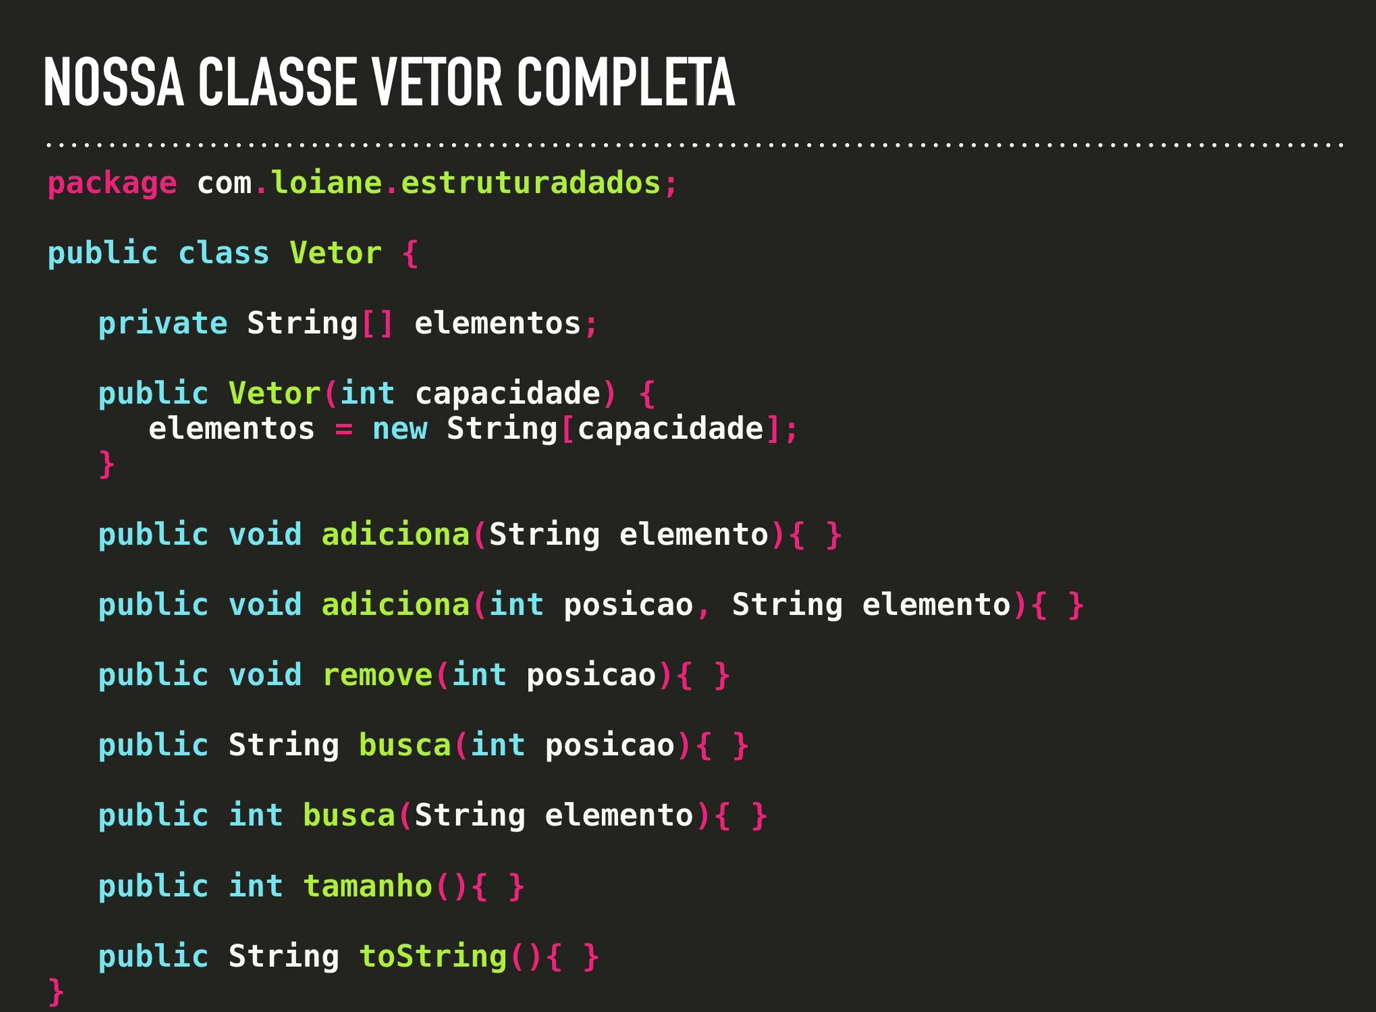 NOSSA CLASSE VETOR COMPLETA
package com.loiane.estruturadados;
public class Vetor {
private String[] elementos;
public Vetor(int capacidade) {
elementos = new String[capacidade];
}
public void adiciona(String elemento){ }
public void adiciona(int posicao, String elemento){ }
public void remove(int posicao){ }
public String busca(int posicao){ }
public int busca(String elemento){ }
public int tamanho(){ }
public String toString(){ }
}